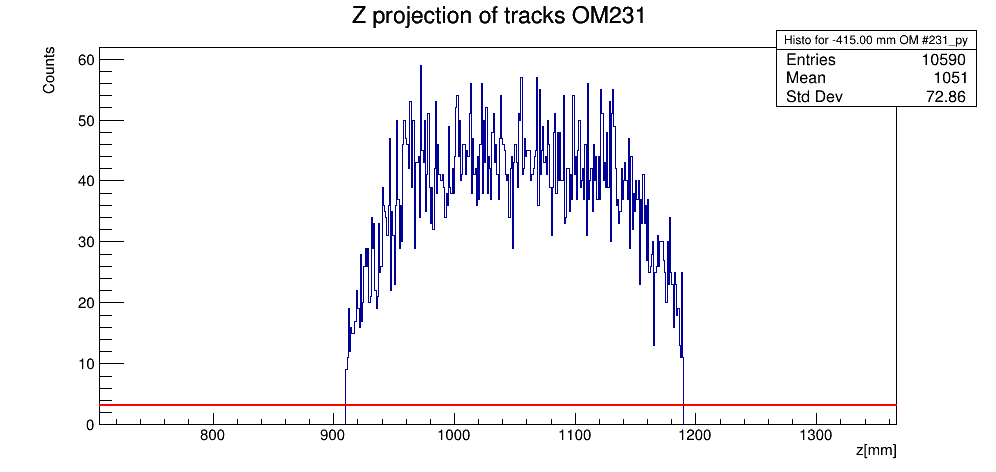 Z projection of tracks OM231
Histo for -415.00 mm OM #231_py
Entries 10590
Mean 1051
Std Dev 72.86
Counts
60
50
40
30
20
10
0
800 900 1000 1100 1200 1300
z[mm]